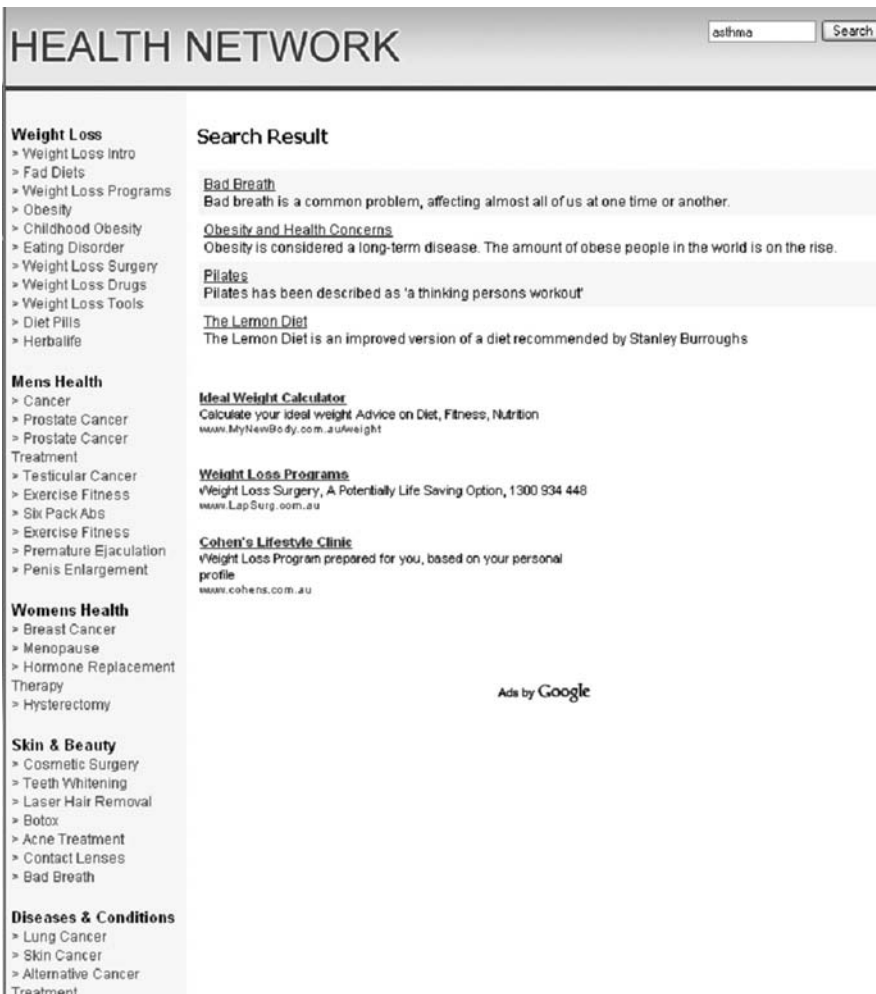 HEALTH NETWORK
asthma
Search
Weight Loss
> Weight Loss Intro
> Fad Diets
> Weight Loss Programs
> Obesity
> Childhood Obesity
> Eating Disorder
> Weight Loss Surgery
> Weight Loss Drugs
> Weight Loss Tools
> Diet Pills
> Herbalife
Mens Health
> Cancer
> Prostate Cancer
> Prostate Cancer
Treatment
> Testicular Cancer
> Exercise Fitness
> Six Pack Abs
> Exercise Fitness
> Premature Ejaculation
> Penis Enlargement
Womens Health
> Breast Cancer
> Menopause
> Hormone Replacement
Therapy
> Hysterectomy
Skin & Beauty
> Cosmetic Surgery
> Teeth Whitening
> Laser Hair Removal
> Botox
> Acne Treatment
> Contact Lenses
> Bad Breath
Diseases & Conditions
> Lung Cancer
> Skin Cancer
> Alternative Cancer
Treatment
Search Result
Bad Breath
Bad breath is a common problem, affecting almost all of us at one time or another.
Obesity and Health Concerns
Obesity is considered a long-term disease. The amount of obese people in the world is on the rise.
Pilates
Pilates has been described as 'a thinking persons workout'
The Lemon Diet
The Lemon Diet is an improved version of a diet recommended by Stanley Burroughs
Ideal Weight Calculator
Calculate your ideal weight Advice on Diet, Fitness, Nutrition
www.MyNewBody.com.au/weight
Weight Loss Programs
Weight Loss Surgery, A Potentially Life Saving Option, 1300 934 448
www.LapSurg.com.au
Cohen's Lifestyle Clinic
Weight Loss Program prepared for you, based on your personal
profile
www.cohens.com.au
Ads by Google